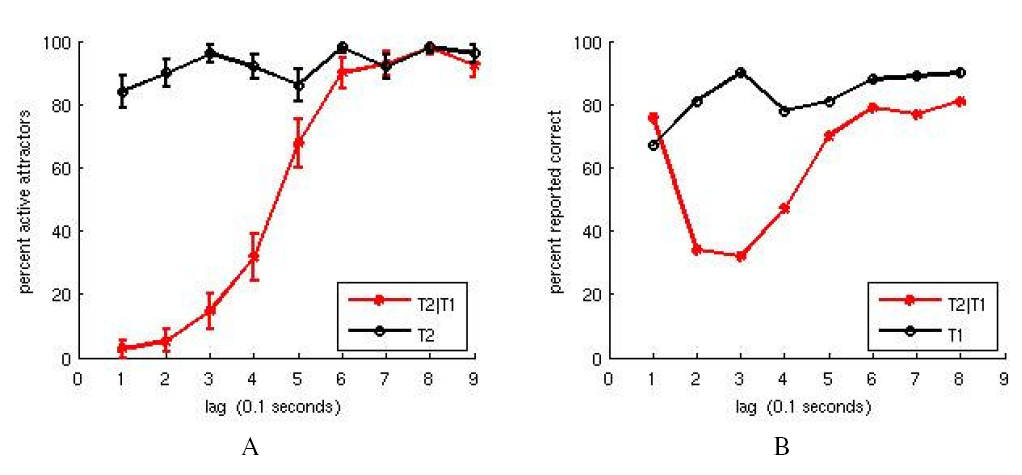 100
80
60
40
20
0
percent active attractors
T2|T1
T2
0 1 2 3 4 5 6 7 8 9
lag (0.1 seconds)
A
100
80
60
40
20
0
percent reported correct
T2|T1
T1
0 1 2 3 4 5 6 7 8 9
lag (0.1 seconds)
B